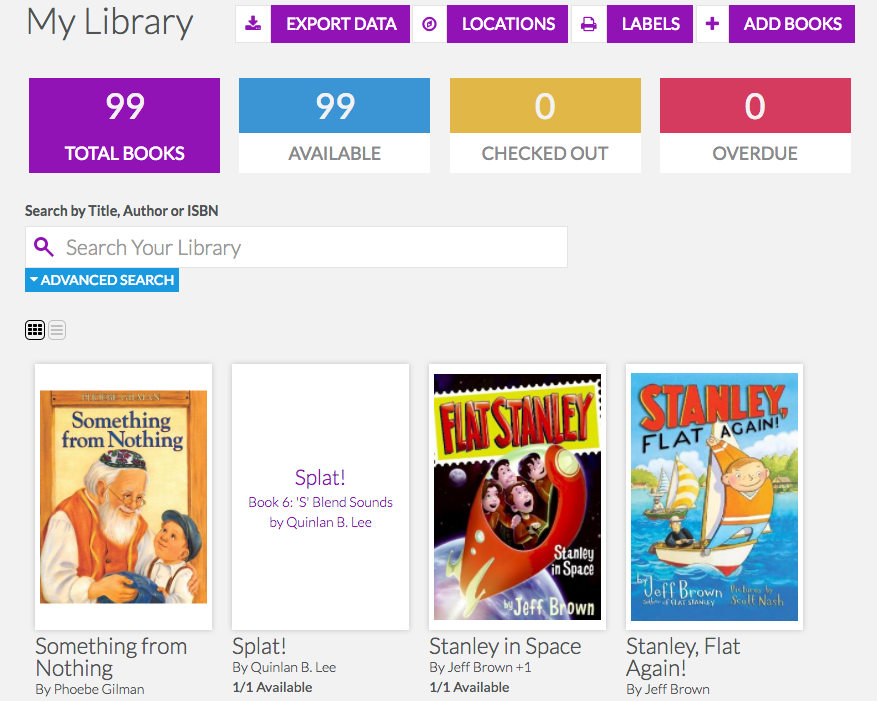 My Library
EXPORT DATA
LOCATIONS
LABELS
ADD BOOKS
99
TOTAL BOOKS
99
AVAILABLE
0
CHECKED OUT
0
OVERDUE
Search by Title, Author or ISBN
Search Your Library
ADVANCED SEARCH
PHOEBE GILMAN
Something
from Nothing
Splat!
Book 6: 'S' Blend Sounds
by Quinlan B. Lee
FLAT STANLEY
Stanley
in Space
by Jeff Brown
STANLEY,
FLAT AGAIN!
by Jeff Brown
author of FLAT STANLEY
Pictures by
Scott Nash
Something from
Nothing
By Phoebe Gilman
Splat!
By Quinlan B. Lee
1/1 Available
Stanley in Space
By Jeff Brown +1
1/1 Available
Stanley, Flat
Again!
By Jeff Brown